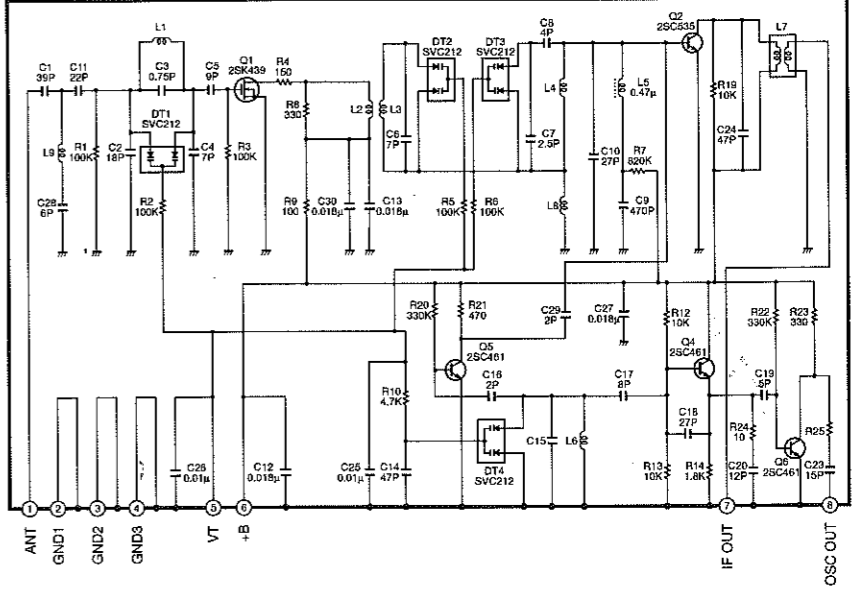 L1
C1
39P
C11
22P
C3
0.75P
C5
9P
Q1
2SK439
R4
150
DT1
SVC212
L9
R1
100K
C2
18P
C4
7P
R3
100K
C28
6P
R2
100K
R8
330
R9
100
L2
L3
C30
0.018μ
C13
0.018μ
DT2
SVC212
DT3
SVC212
C6
7P
R5
100K
R6
100K
C8
4P
C7
2.5P
L4
L8
C10
27P
L5
0.47μ
R7
820K
C9
470P
Q2
2SC535
R19
10K
C24
47P
L7
R20
330K
R21
470
Q5
2SC461
C29
2P
C27
0.018μ
R12
10K
Q4
2SC461
R22
330K
R23
330
C16
2P
C17
8P
C19
5P
R10
4.7K
DT4
SVC212
C15
L6
C18
27P
R24
10
R25
Q6
2SC461
C26
0.01μ
C12
0.018μ
C25
0.01μ
C14
47P
R13
10K
R14
1.8K
C20
12P
C23
15P
1
2
3
4
5
6
7
8
ANT
GND1
GND2
GND3
VT
+B
IF OUT
OSC OUT